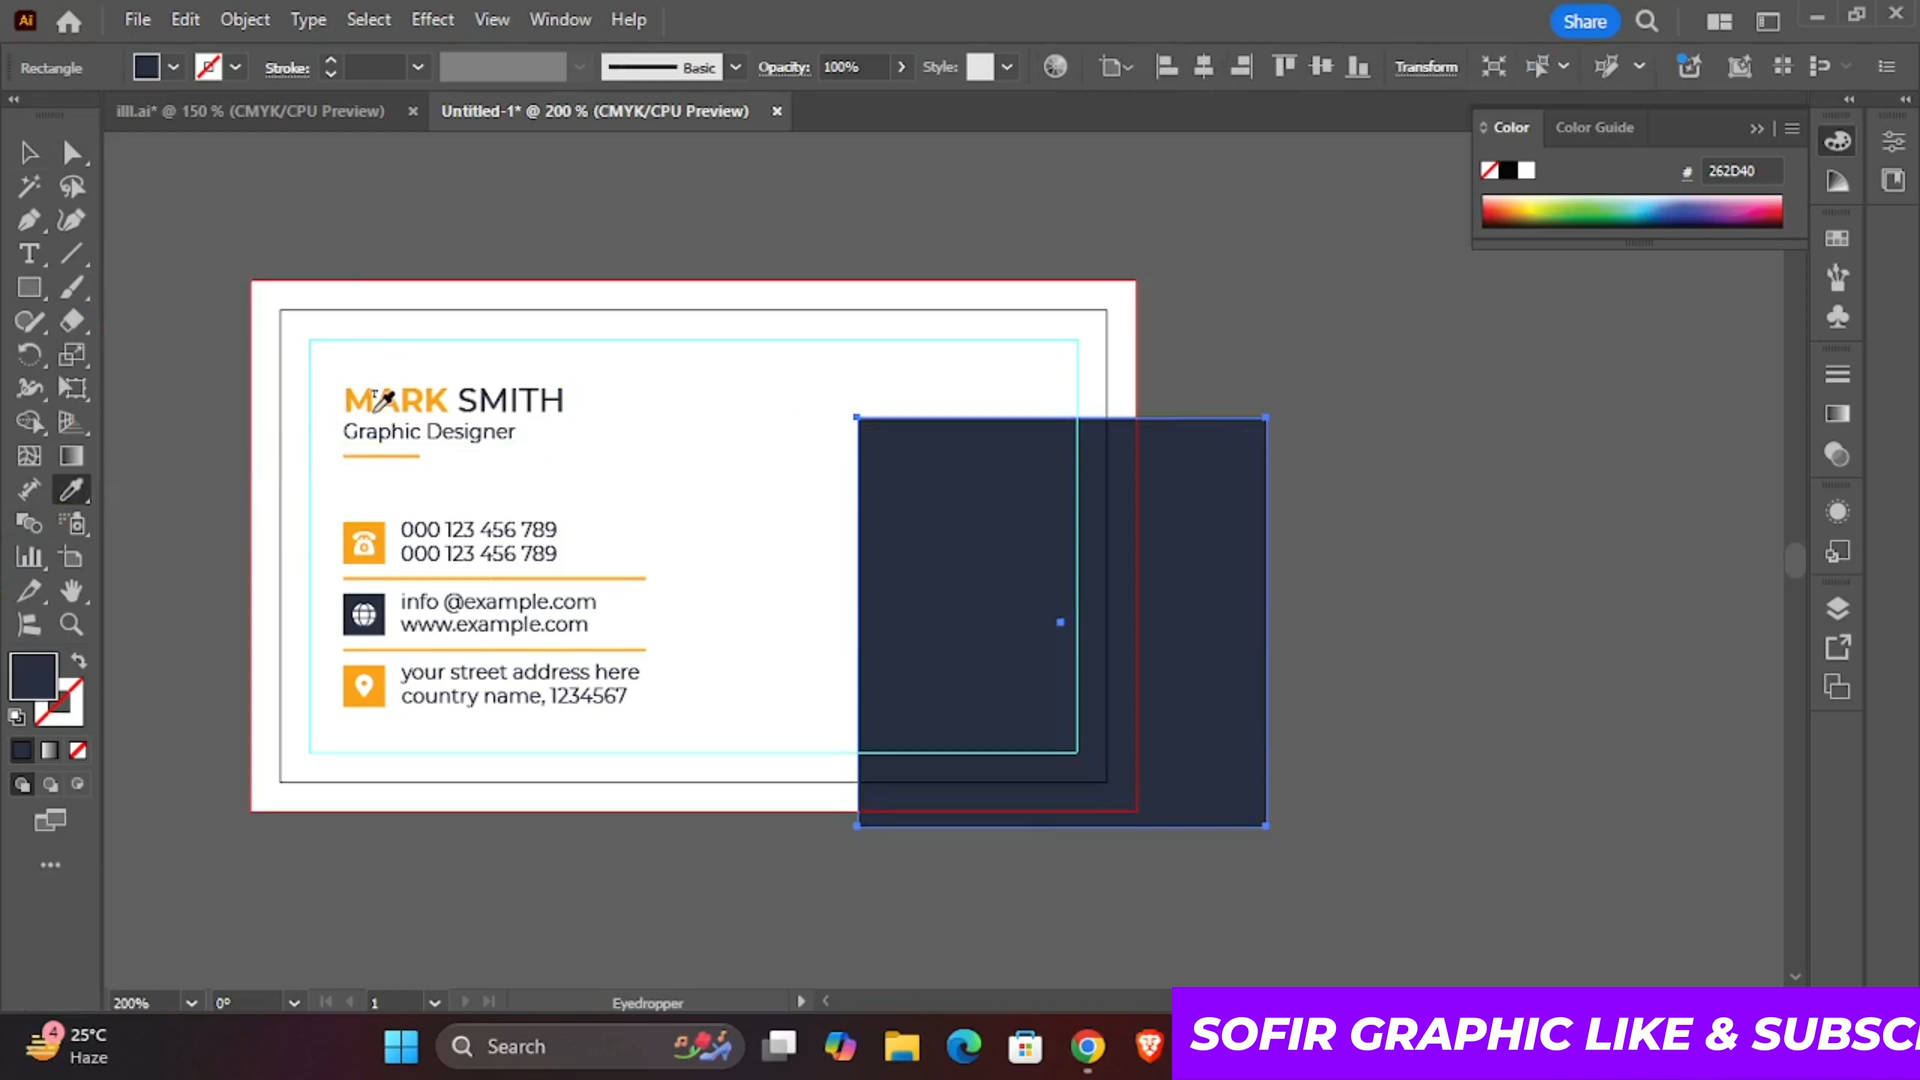 Ai File Edit Object Type Select Effect View Window Help Share
Rectangle Stroke: Basic Opacity: 100% Style: Transform
illl.ai* @ 150 % (CMYK/CPU Preview) Untitled-1* @ 200 % (CMYK/CPU Preview)
Color Color Guide
# 262D40
MARK SMITH
Graphic Designer
000 123 456 789
000 123 456 789
info @example.com
www.example.com
your street address here
country name, 1234567
200% 0° 1 Eyedropper
4 25°C
Haze
Search
SOFIR GRAPHIC LIKE & SUBSC